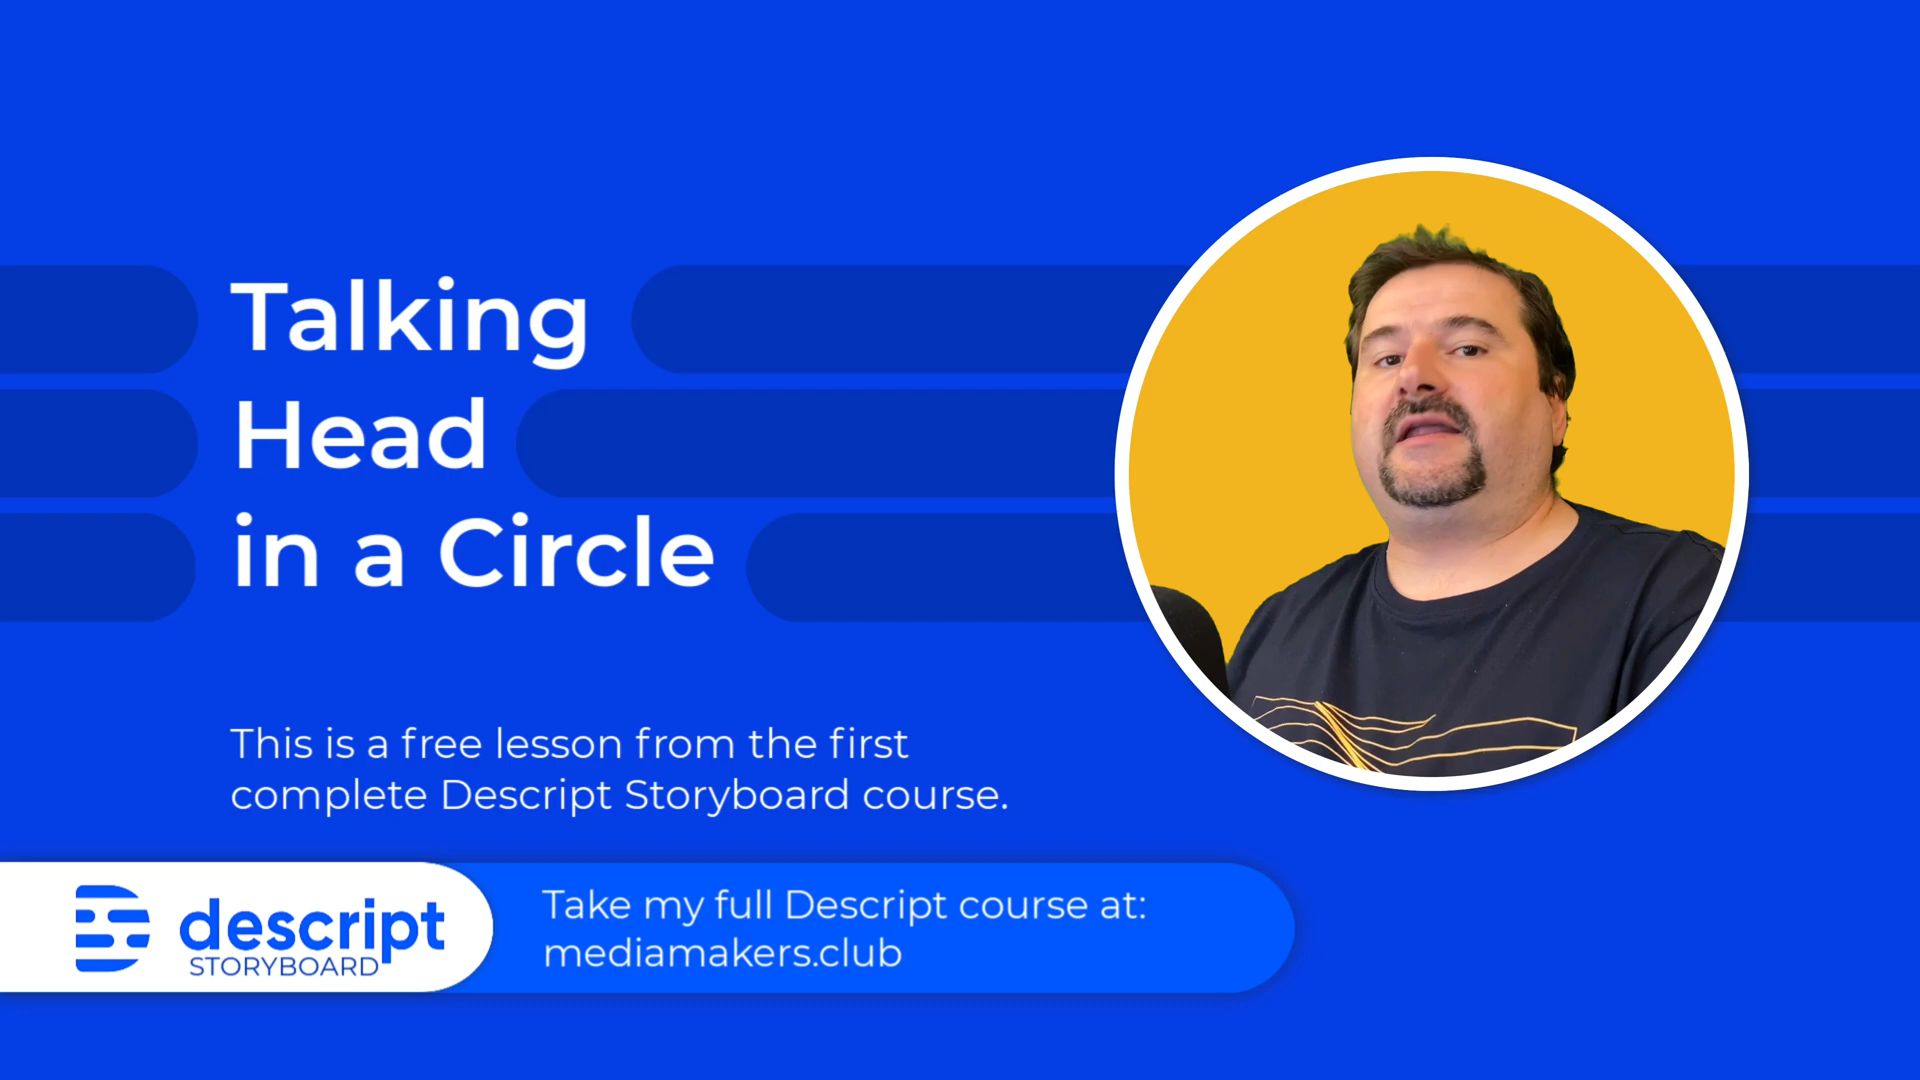 Talking
Head
in a Circle
This is a free lesson from the first
complete Descript Storyboard course.
descript
STORYBOARD
Take my full Descript course at:
mediamakers.club